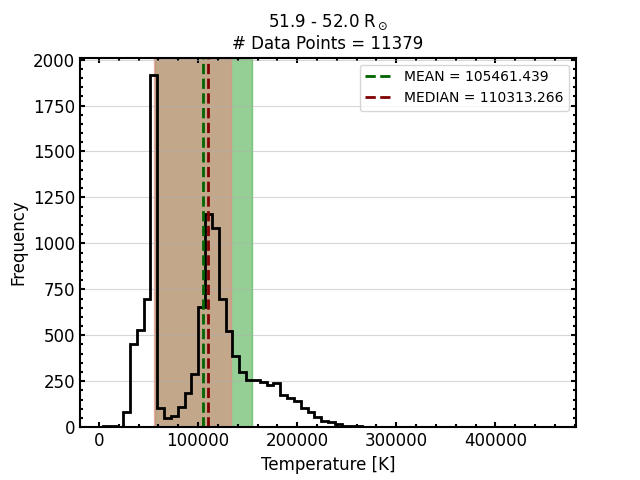 51.9 - 52.0 R⊙
# Data Points = 11379
MEAN = 105461.439
MEDIAN = 110313.266
2000
1750
1500
1250
1000
750
500
250
0
Frequency
0 100000 200000 300000 400000
Temperature [K]